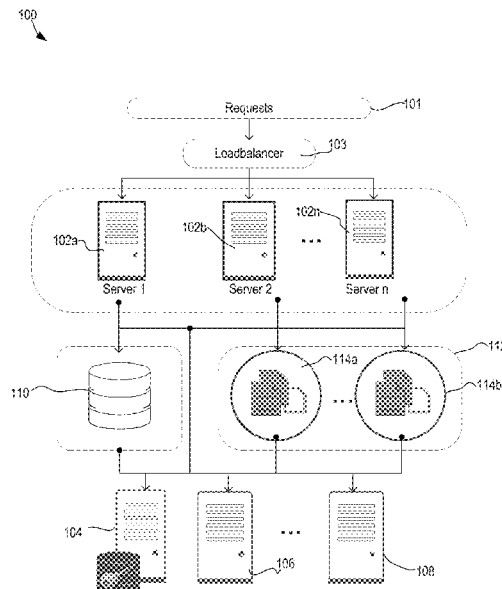 100
Requests
101
Loadbalancer
103
102a
102b
102n
Server 1
Server 2
Server n
110
114a
114b
104
106
108